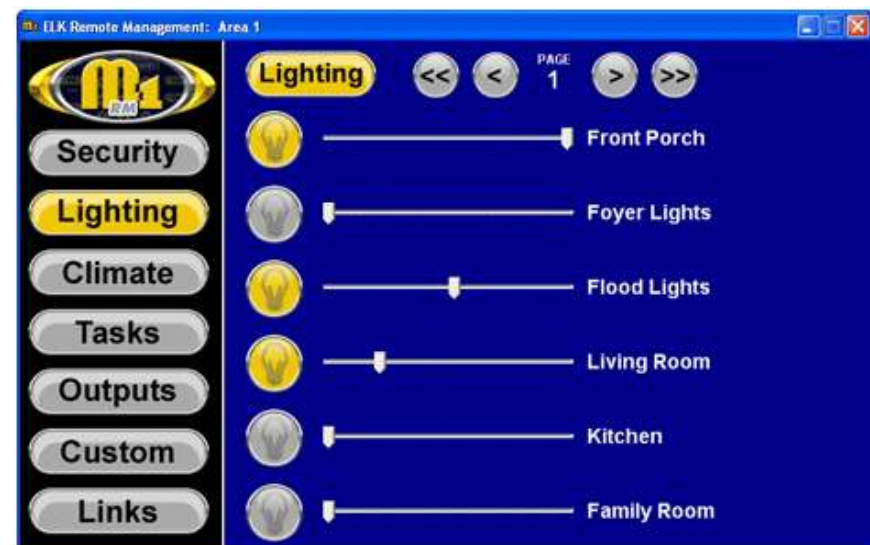 ELK Remote Management: Area 1
M1
RM
Security
Lighting
Climate
Tasks
Outputs
Custom
Links
Lighting
<<
<
PAGE
1
>
>>
Front Porch
Foyer Lights
Flood Lights
Living Room
Kitchen
Family Room